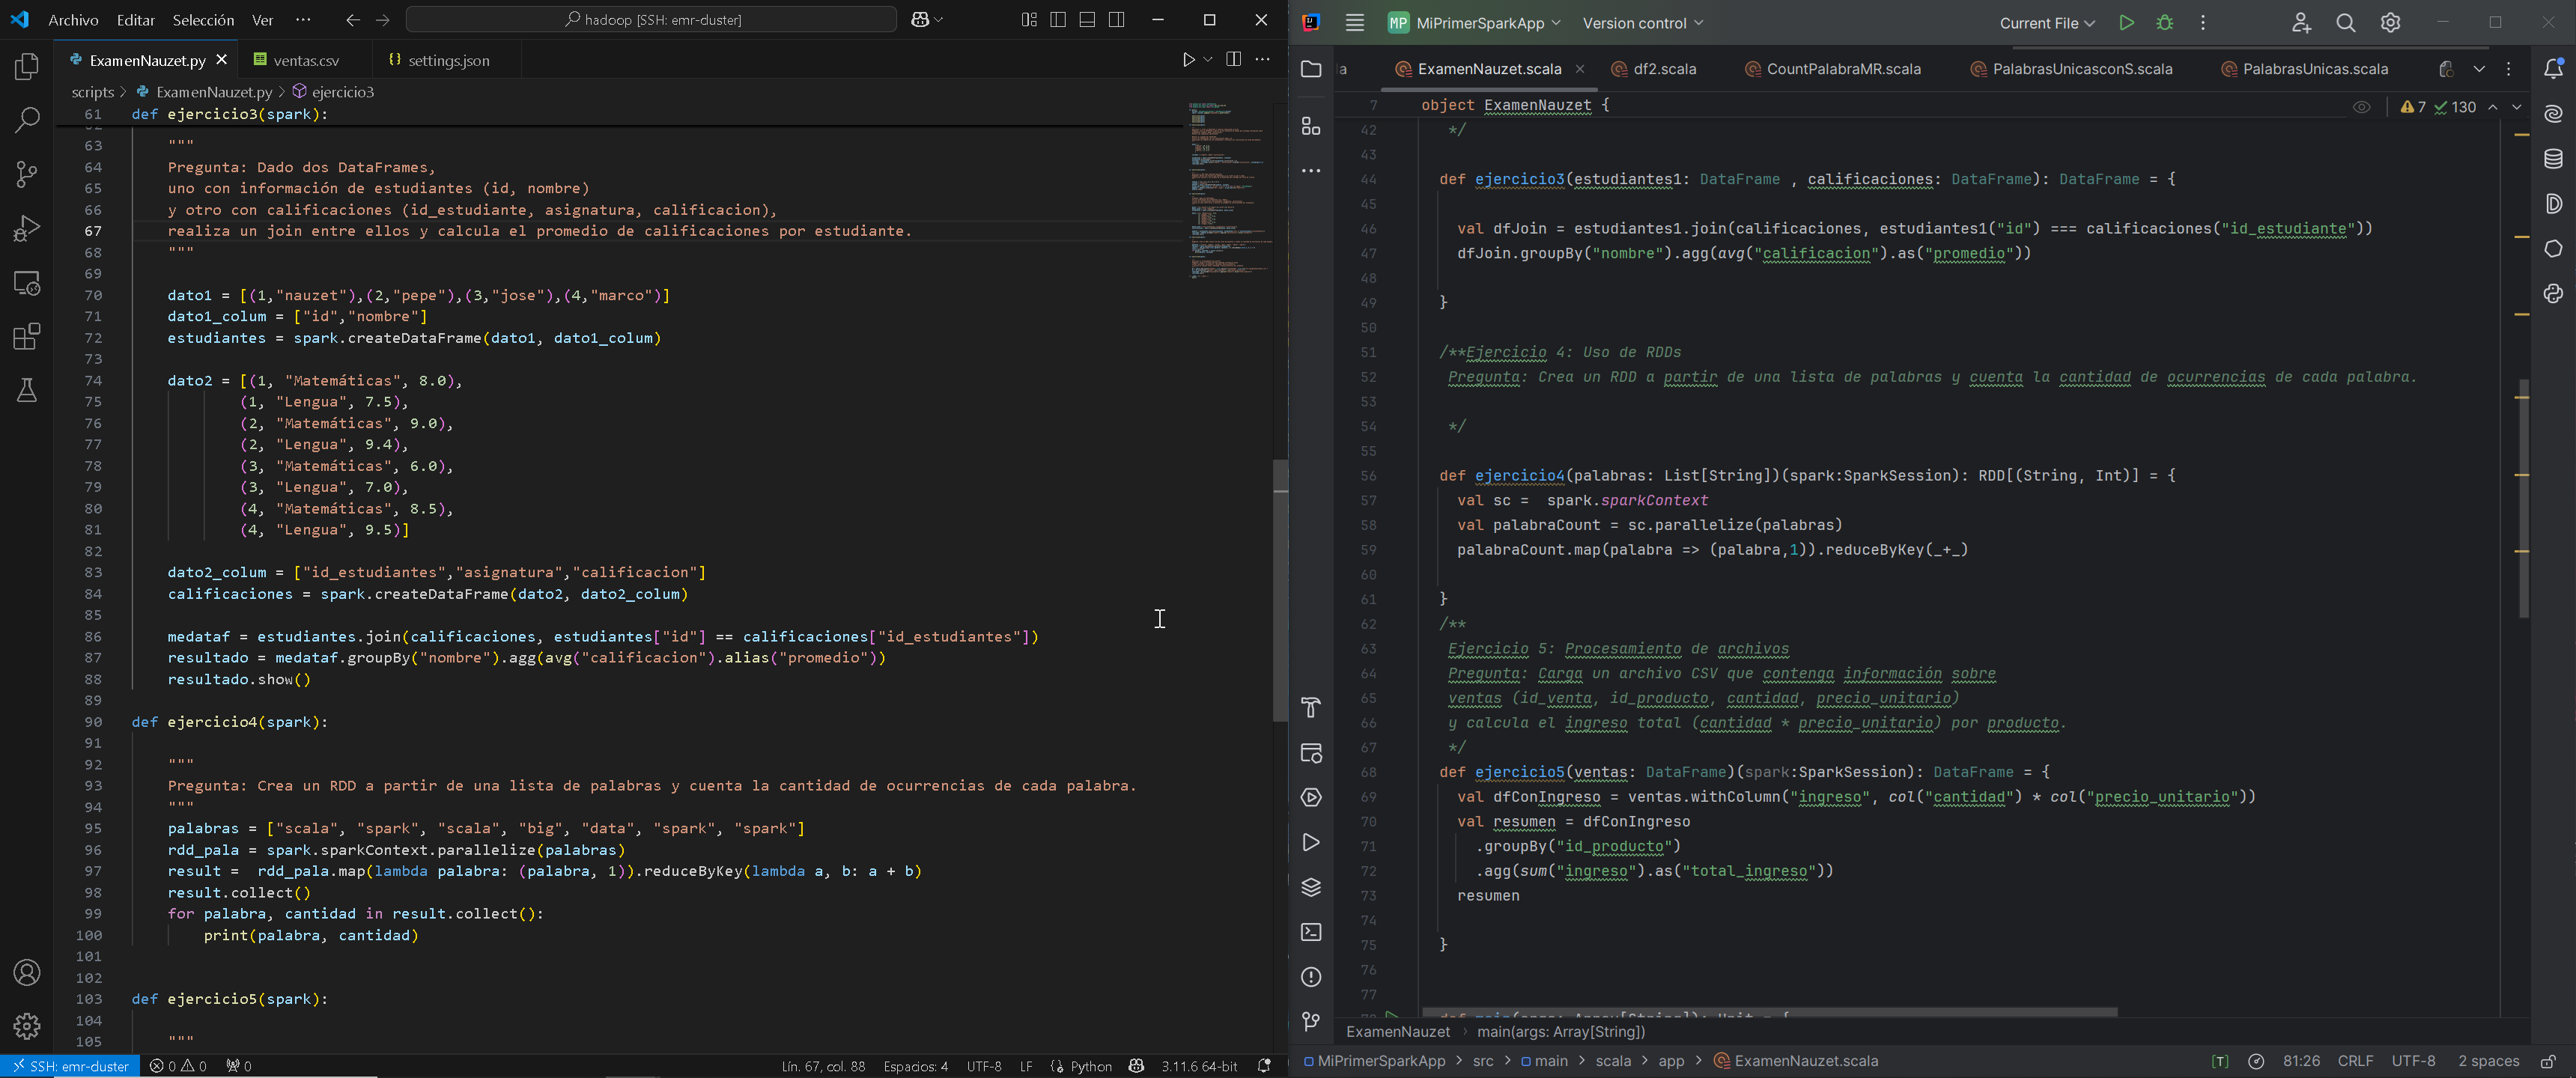 Archivo Editar Selección Ver ··· hadoop [SSH: emr-duster]
ExamenNauzet.py ventas.csv {} settings.json
scripts > ExamenNauzet.py > ejercicio3
61 def ejercicio3(spark):
63 """
64 Pregunta: Dado dos DataFrames,
65 uno con información de estudiantes (id, nombre)
66 y otro con calificaciones (id_estudiante, asignatura, calificacion),
67 realiza un join entre ellos y calcula el promedio de calificaciones por estudiante.
68 """
69
70 dato1 = [(1,"nauzet"),(2,"pepe"),(3,"jose"),(4,"marco")]
71 dato1_colum = ["id","nombre"]
72 estudiantes = spark.createDataFrame(dato1, dato1_colum)
73
74 dato2 = [(1, "Matemáticas", 8.0),
75 (1, "Lengua", 7.5),
76 (2, "Matemáticas", 9.0),
77 (2, "Lengua", 9.4),
78 (3, "Matemáticas", 6.0),
79 (3, "Lengua", 7.0),
80 (4, "Matemáticas", 8.5),
81 (4, "Lengua", 9.5)]
82
83 dato2_colum = ["id_estudiantes","asignatura","calificacion"]
84 calificaciones = spark.createDataFrame(dato2, dato2_colum)
85
86 medataf = estudiantes.join(calificaciones, estudiantes["id"] == calificaciones["id_estudiantes"])
87 resultado = medataf.groupBy("nombre").agg(avg("calificacion").alias("promedio"))
88 resultado.show()
89
90 def ejercicio4(spark):
91
92 """
93 Pregunta: Crea un RDD a partir de una lista de palabras y cuenta la cantidad de ocurrencias de cada palabra.
94 """
95 palabras = ["scala", "spark", "scala", "big", "data", "spark", "spark"]
96 rdd_pala = spark.sparkContext.parallelize(palabras)
97 result =  rdd_pala.map(lambda palabra: (palabra, 1)).reduceByKey(lambda a, b: a + b)
98 result.collect()
99 for palabra, cantidad in result.collect():
100 print(palabra, cantidad)
101
102
103 def ejercicio5(spark):
104
105 """
SSH: emr-duster 0 0 0 Lín. 67, col. 88 Espacios: 4 UTF-8 LF Python 3.11.6 64-bit
MP MiPrimerSparkApp Version control Current File
la ExamenNauzet.scala df2.scala CountPalabraMR.scala PalabrasUnicasconS.scala PalabrasUnicas.scala
7 object ExamenNauzet { 7 130
42 */
43
44 def ejercicio3(estudiantes1: DataFrame , calificaciones: DataFrame): DataFrame = {
45
46 val dfJoin = estudiantes1.join(calificaciones, estudiantes1("id") === calificaciones("id_estudiante"))
47 dfJoin.groupBy("nombre").agg(avg("calificacion").as("promedio"))
48
49 }
50
51 /**Ejercicio 4: Uso de RDDs
52 Pregunta: Crea un RDD a partir de una lista de palabras y cuenta la cantidad de ocurrencias de cada palabra.
53
54 */
55
56 def ejercicio4(palabras: List[String])(spark:SparkSession): RDD[(String, Int)] = {
57 val sc =  spark.sparkContext
58 val palabraCount = sc.parallelize(palabras)
59 palabraCount.map(palabra => (palabra,1)).reduceByKey(_+_)
60
61 }
62 /**
63 Ejercicio 5: Procesamiento de archivos
64 Pregunta: Carga un archivo CSV que contenga información sobre
65 ventas (id_venta, id_producto, cantidad, precio_unitario)
66 y calcula el ingreso total (cantidad * precio_unitario) por producto.
67 */
68 def ejercicio5(ventas: DataFrame)(spark:SparkSession): DataFrame = {
69 val dfConIngreso = ventas.withColumn("ingreso", col("cantidad") * col("precio_unitario"))
70 val resumen = dfConIngreso
71 .groupBy("id_producto")
72 .agg(sum("ingreso").as("total_ingreso"))
73 resumen
74
75 }
76
77
def main(args: Array[String]): Unit = {
ExamenNauzet > main(args: Array[String])
MiPrimerSparkApp > src > main > scala > app > ExamenNauzet.scala [T] 81:26 CRLF UTF-8 2 spaces